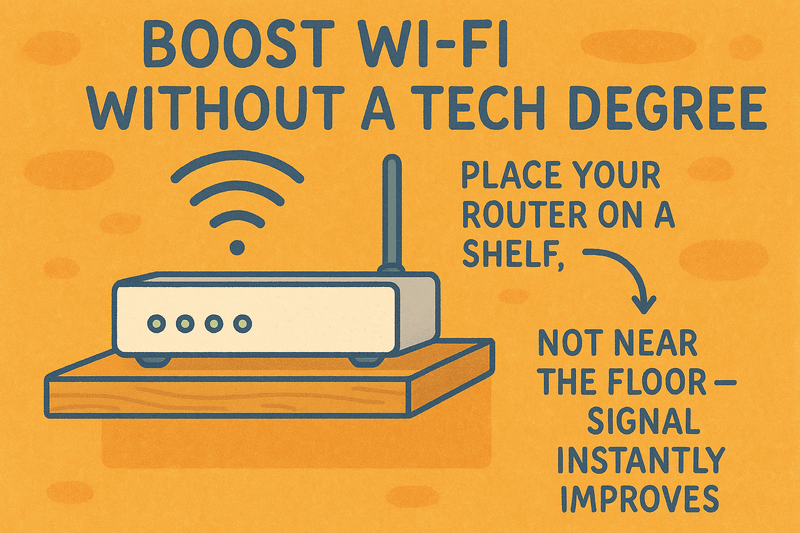 BOOST WI-FI
WITHOUT A TECH DEGREE
PLACE YOUR
ROUTER ON A
SHELF,
NOT NEAR
THE FLOOR—
SIGNAL
INSTANTLY
IMPROVES